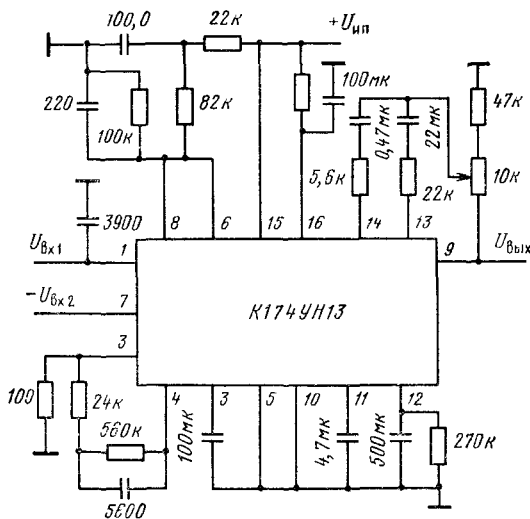 100,0
22к
+Uип
220
100к
82к
100мк
0,47мк
22мк
47к
10к
5,6к
22к
3900
8
6
15
16
14
13
Uвх1
1
9
Uвых
-Uвх2
7
К174УН13
3
100
24к
4
3
5
10
11
12
560к
5600
100мк
4,7мк
500мк
270к